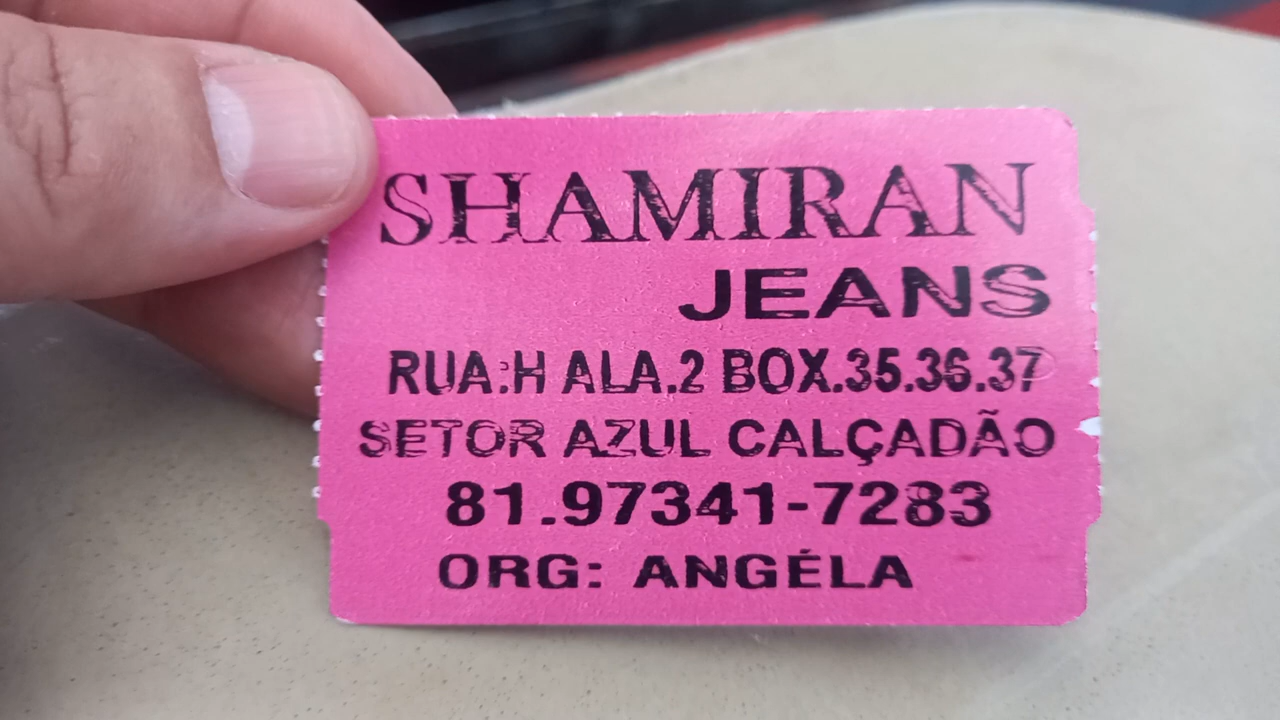 SHAMIRAN
JEANS
RUA:H ALA.2 BOX.35.36.37
SETOR AZUL CALÇADÃO
81.97341-7283
ORG: ANGÉLA